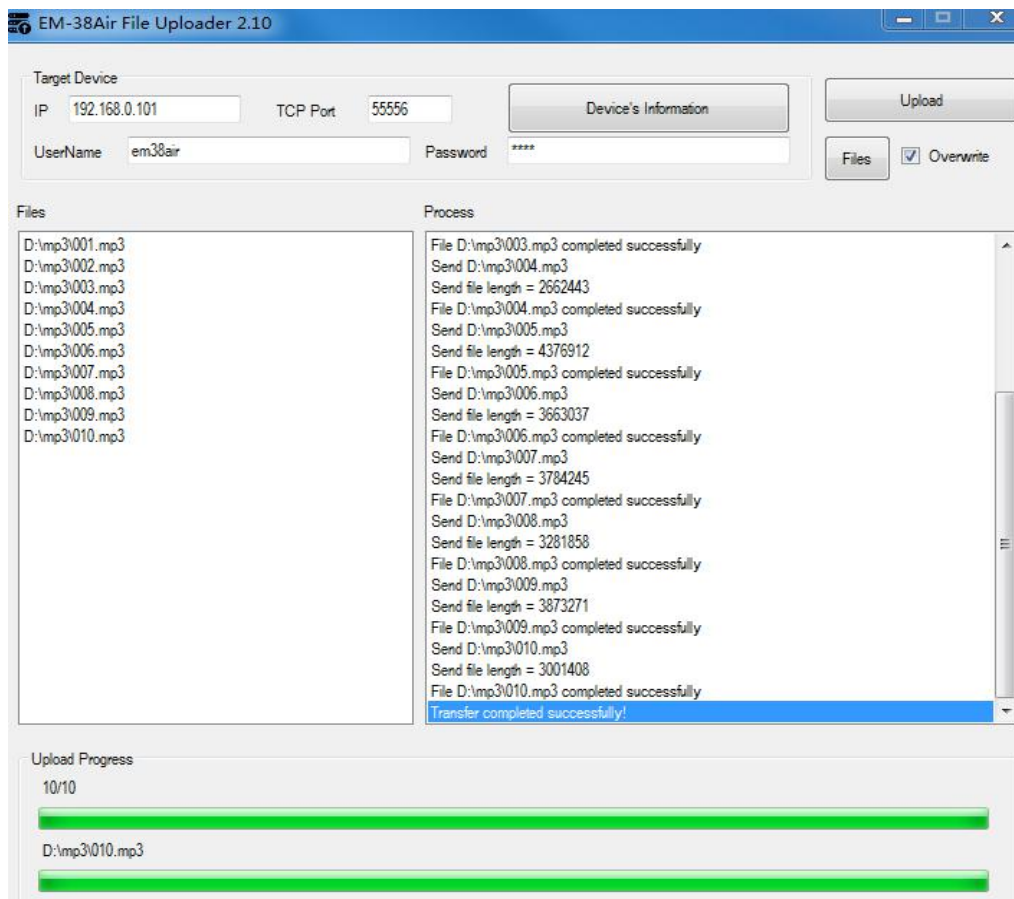 EM-38Air File Uploader 2.10
Target Device
IP 192.168.0.101 TCP Port 55556 Device's Information Upload
UserName em38air Password **** Files Overwrite
Files
D:\mp3\001.mp3
D:\mp3\002.mp3
D:\mp3\003.mp3
D:\mp3\004.mp3
D:\mp3\005.mp3
D:\mp3\006.mp3
D:\mp3\007.mp3
D:\mp3\008.mp3
D:\mp3\009.mp3
D:\mp3\010.mp3
Process
File D:\mp3\003.mp3 completed successfully
Send D:\mp3\004.mp3
Send file length = 2662443
File D:\mp3\004.mp3 completed successfully
Send D:\mp3\005.mp3
Send file length = 4376912
File D:\mp3\005.mp3 completed successfully
Send D:\mp3\006.mp3
Send file length = 3663037
File D:\mp3\006.mp3 completed successfully
Send D:\mp3\007.mp3
Send file length = 3784245
File D:\mp3\007.mp3 completed successfully
Send D:\mp3\008.mp3
Send file length = 3281858
File D:\mp3\008.mp3 completed successfully
Send D:\mp3\009.mp3
Send file length = 3873271
File D:\mp3\009.mp3 completed successfully
Send D:\mp3\010.mp3
Send file length = 3001408
File D:\mp3\010.mp3 completed successfully
Transfer completed successfully!
Upload Progress
10/10
D:\mp3\010.mp3